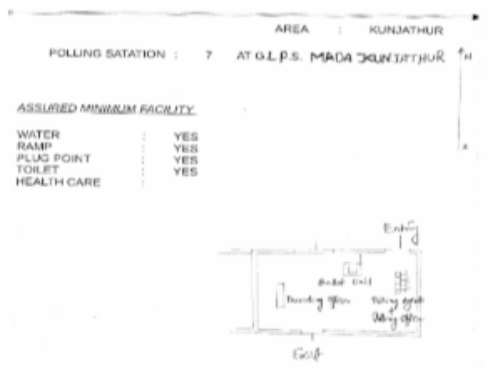 AREA : KUNJATHUR
POLLING SATATION : 7 AT G.L.P.S. MADA KUNJATHUR
N
ASSURED MINIMUM FACILITY
WATER : YES
RAMP : YES
PLUG POINT : YES
TOILET : YES
HEALTH CARE :
Entry
Ballot Unit
Presiding officer Polling agent
Polling officer
Exit